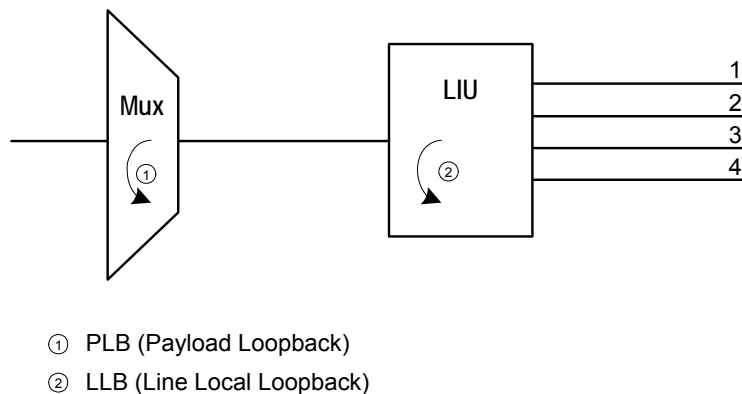 Mux
LIU
1
2
3
4
①
②
① PLB (Payload Loopback)
② LLB (Line Local Loopback)